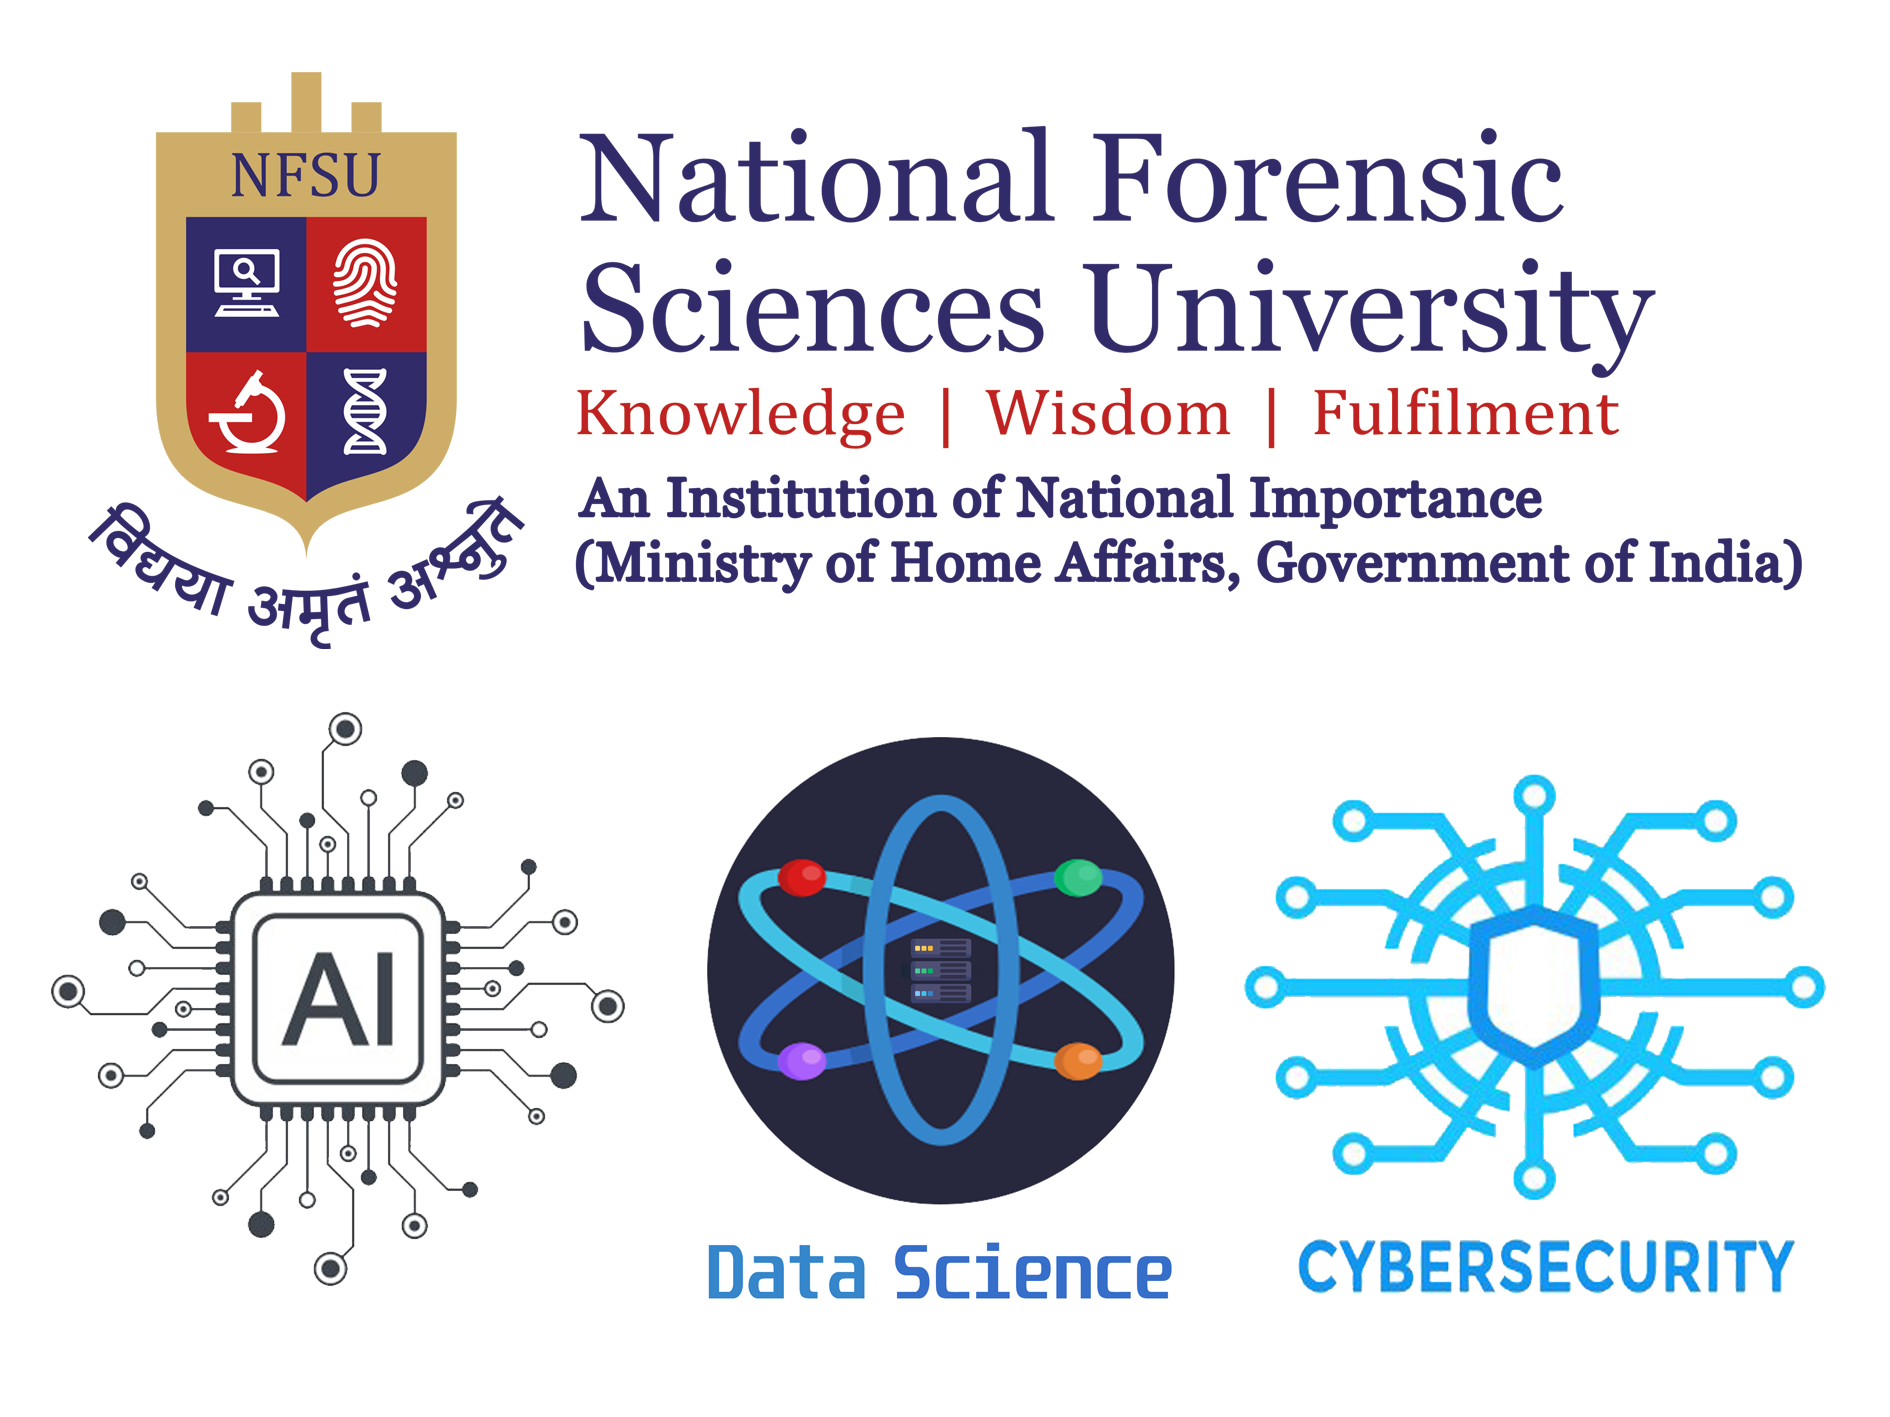 NFSU
National Forensic
Sciences University
Knowledge | Wisdom | Fulfilment
An Institution of National Importance
(Ministry of Home Affairs, Government of India)
विद्यया अमृतं अश्नुते
AI
Data Science
CYBERSECURITY